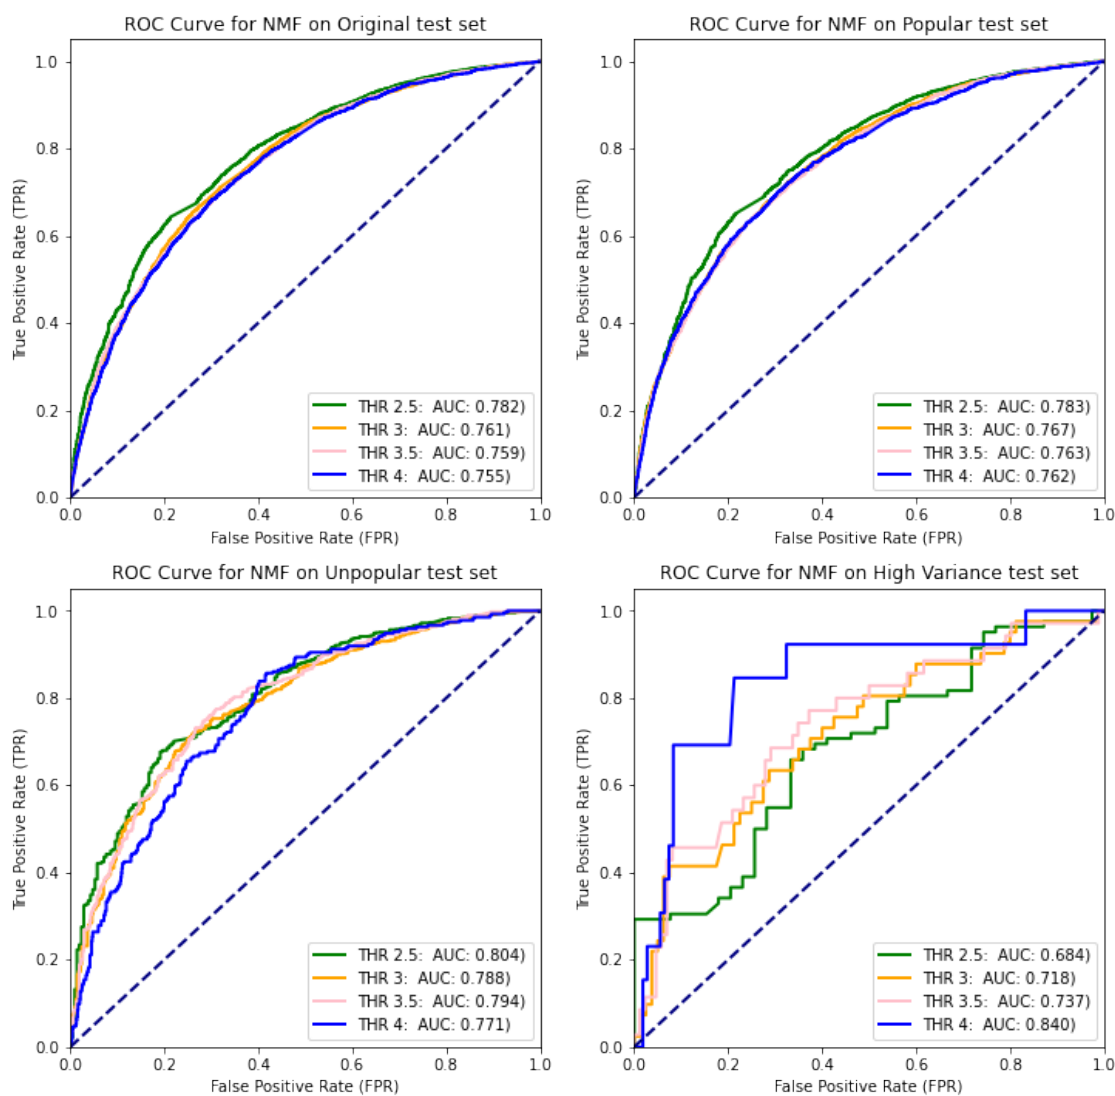 ROC Curve for NMF on Original test set
True Positive Rate (TPR)
1.0
0.8
0.6
0.4
0.2
0.0
THR 2.5:  AUC: 0.782)
THR 3:  AUC: 0.761)
THR 3.5:  AUC: 0.759)
THR 4:  AUC: 0.755)
0.0 0.2 0.4 0.6 0.8 1.0
False Positive Rate (FPR)
ROC Curve for NMF on Popular test set
True Positive Rate (TPR)
1.0
0.8
0.6
0.4
0.2
0.0
THR 2.5:  AUC: 0.783)
THR 3:  AUC: 0.767)
THR 3.5:  AUC: 0.763)
THR 4:  AUC: 0.762)
0.0 0.2 0.4 0.6 0.8 1.0
False Positive Rate (FPR)
ROC Curve for NMF on Unpopular test set
True Positive Rate (TPR)
1.0
0.8
0.6
0.4
0.2
0.0
THR 2.5:  AUC: 0.804)
THR 3:  AUC: 0.788)
THR 3.5:  AUC: 0.794)
THR 4:  AUC: 0.771)
0.0 0.2 0.4 0.6 0.8 1.0
False Positive Rate (FPR)
ROC Curve for NMF on High Variance test set
True Positive Rate (TPR)
1.0
0.8
0.6
0.4
0.2
0.0
THR 2.5:  AUC: 0.684)
THR 3:  AUC: 0.718)
THR 3.5:  AUC: 0.737)
THR 4:  AUC: 0.840)
0.0 0.2 0.4 0.6 0.8 1.0
False Positive Rate (FPR)